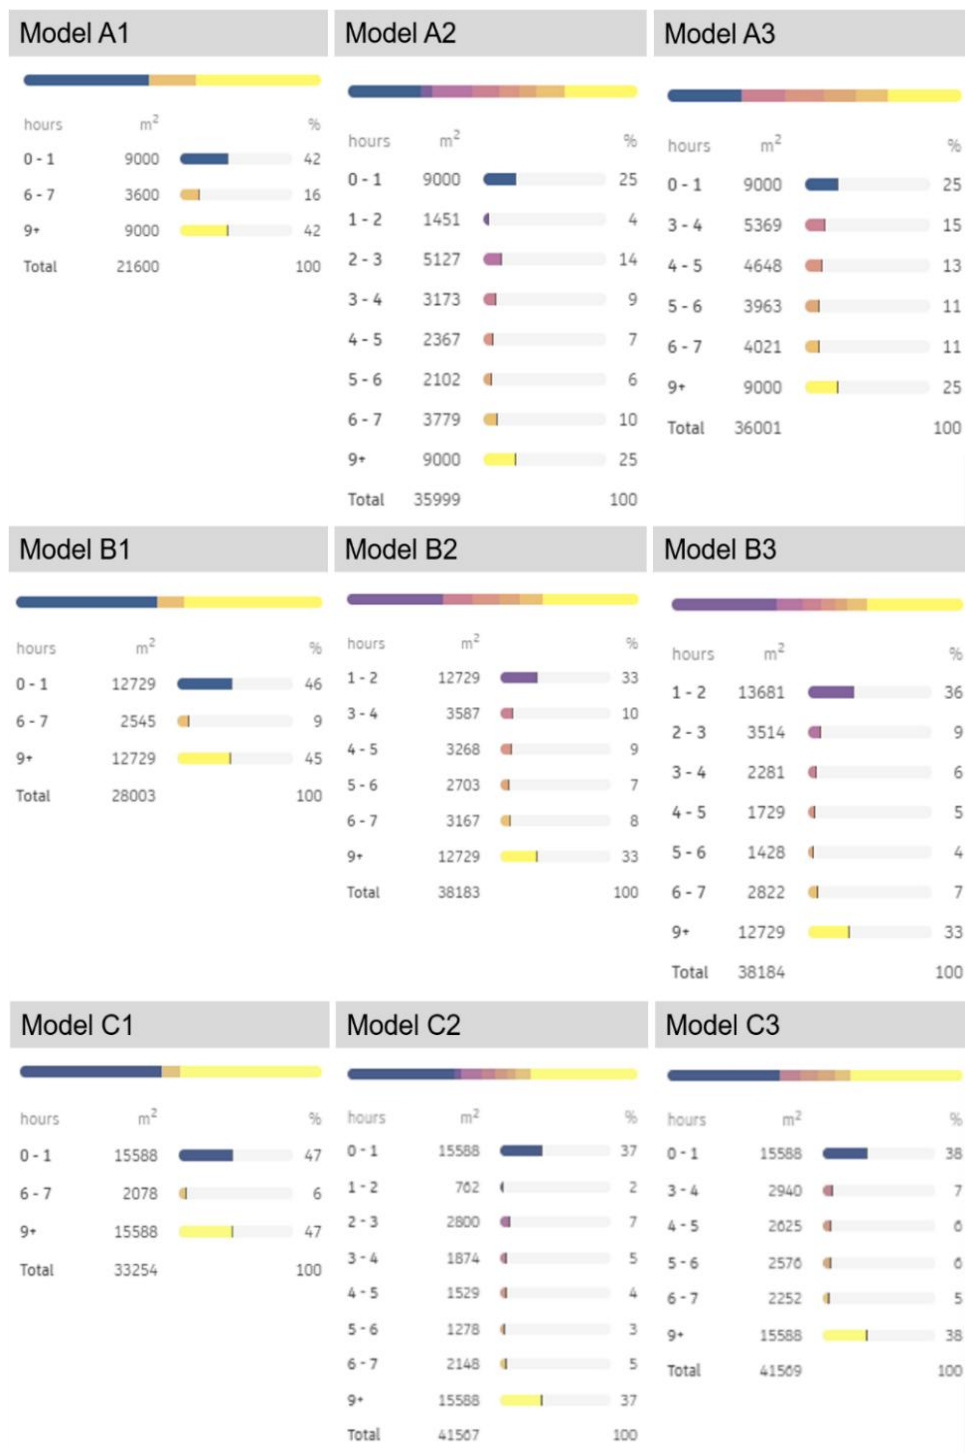 Model A1
hours m² %
0 - 1 9000 42
6 - 7 3600 16
9+ 9000 42
Total 21600 100
Model A2
hours m² %
0 - 1 9000 25
1 - 2 1451 4
2 - 3 5127 14
3 - 4 3173 9
4 - 5 2367 7
5 - 6 2102 6
6 - 7 3779 10
9+ 9000 25
Total 35999 100
Model A3
hours m² %
0 - 1 9000 25
3 - 4 5369 15
4 - 5 4648 13
5 - 6 3963 11
6 - 7 4021 11
9+ 9000 25
Total 36001 100
Model B1
hours m² %
0 - 1 12729 46
6 - 7 2545 9
9+ 12729 45
Total 28003 100
Model B2
hours m² %
1 - 2 12729 33
3 - 4 3587 10
4 - 5 3268 9
5 - 6 2703 7
6 - 7 3167 8
9+ 12729 33
Total 38183 100
Model B3
hours m² %
1 - 2 13681 36
2 - 3 3514 9
3 - 4 2281 6
4 - 5 1729 5
5 - 6 1428 4
6 - 7 2822 7
9+ 12729 33
Total 38184 100
Model C1
hours m² %
0 - 1 15588 47
6 - 7 2078 6
9+ 15588 47
Total 33254 100
Model C2
hours m² %
0 - 1 15588 37
1 - 2 762 2
2 - 3 2800 7
3 - 4 1874 5
4 - 5 1529 4
5 - 6 1278 3
6 - 7 2148 5
9+ 15588 37
Total 41567 100
Model C3
hours m² %
0 - 1 15588 38
3 - 4 2940 7
4 - 5 2625 6
5 - 6 2576 6
6 - 7 2252 5
9+ 15588 38
Total 41569 100